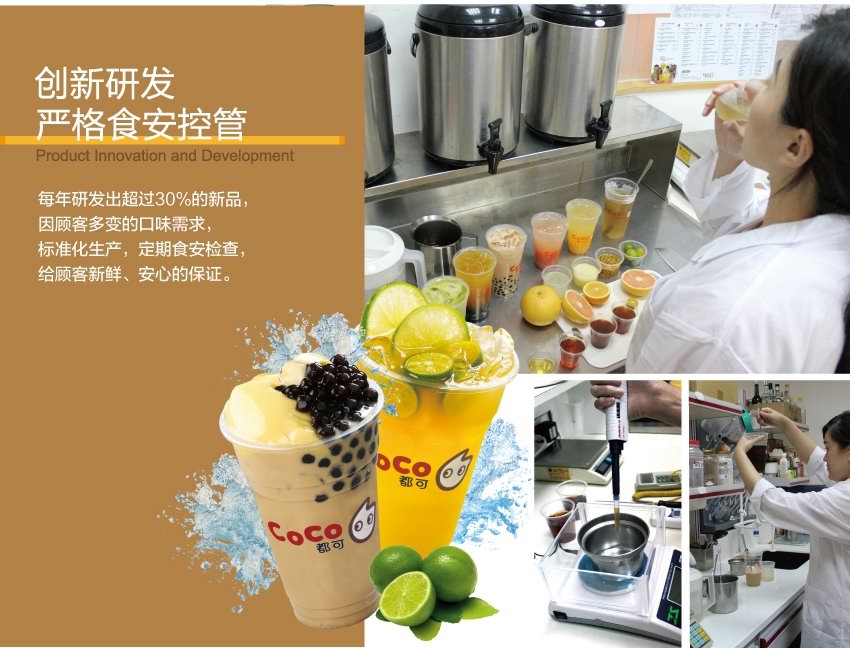 创新研发
严格食安控管
Product Innovation and Development
每年研发出超过30%的新品，
因顾客多变的口味需求，
标准化生产，定期食安检查，
给顾客新鲜、安心的保证。
CoCo
都可
CoCo
都可